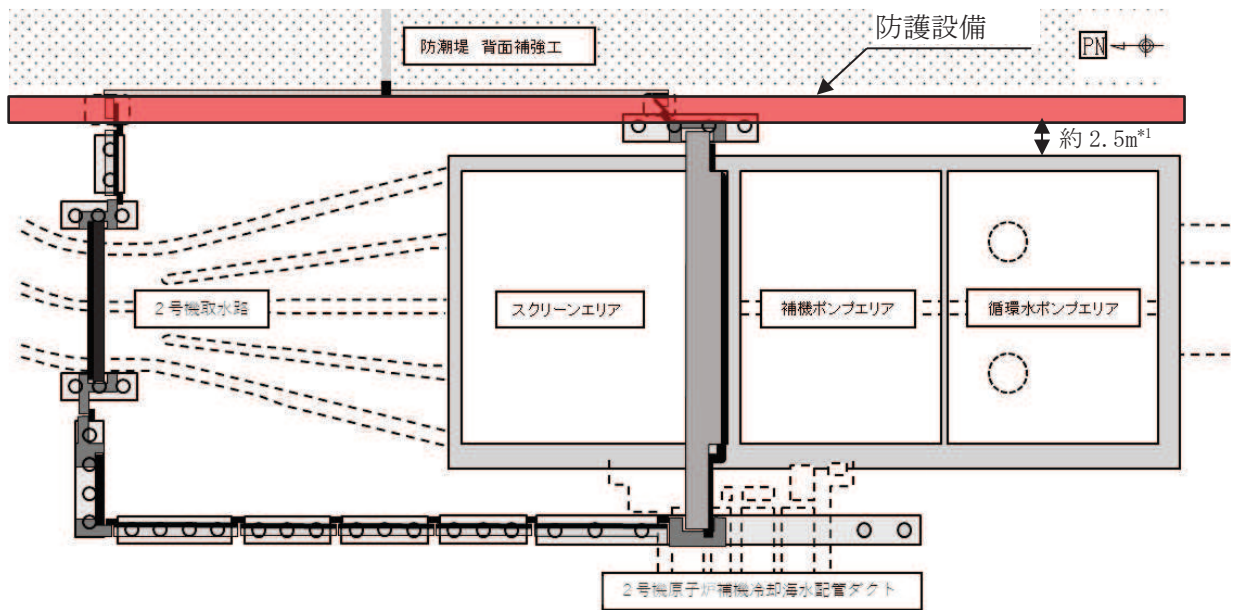 防護設備
防潮堤 背面補強工
PN
約 2.5m*1
2号機取水路
スクリーンエリア
補機ポンプエリア
循環水ポンプエリア
2号機原子炉補機冷却海水配管ダクト